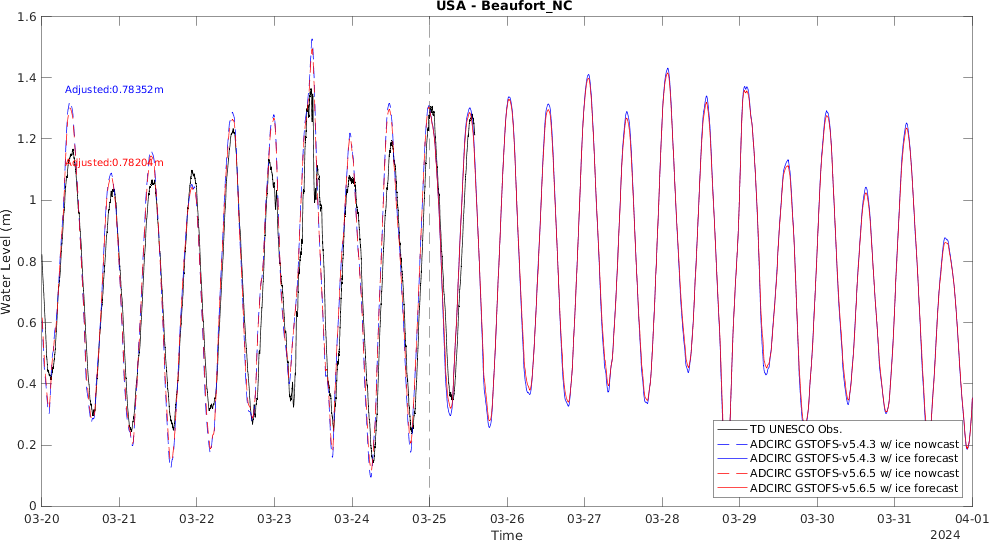 USA - Beaufort_NC
1.6
1.4
1.2
1
0.8
0.6
0.4
0.2
0
Water Level (m)
Adjusted:0.78352m
Adjusted:0.78204m
TD UNESCO Obs.
ADCIRC GSTOFS-v5.4.3 w/ ice nowcast
ADCIRC GSTOFS-v5.4.3 w/ ice forecast
ADCIRC GSTOFS-v5.6.5 w/ ice nowcast
ADCIRC GSTOFS-v5.6.5 w/ ice forecast
03-20 03-21 03-22 03-23 03-24 03-25 03-26 03-27 03-28 03-29 03-30 03-31 04-01
Time
2024